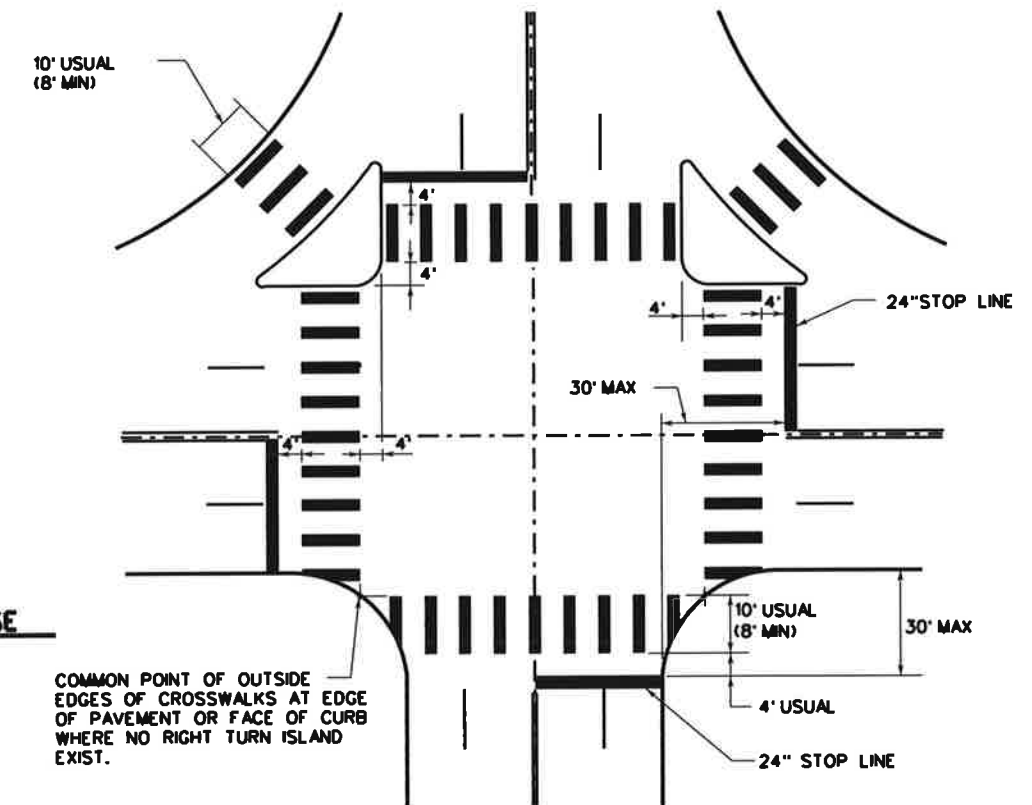 10' USUAL
(8' MIN)
4'
4'
4'
4'
24" STOP LINE
30' MAX
4'
4'
10' USUAL
(8' MIN)
30' MAX
COMMON POINT OF OUTSIDE
EDGES OF CROSSWALKS AT EDGE
OF PAVEMENT OR FACE OF CURB
WHERE NO RIGHT TURN ISLAND
EXIST.
4' USUAL
24" STOP LINE